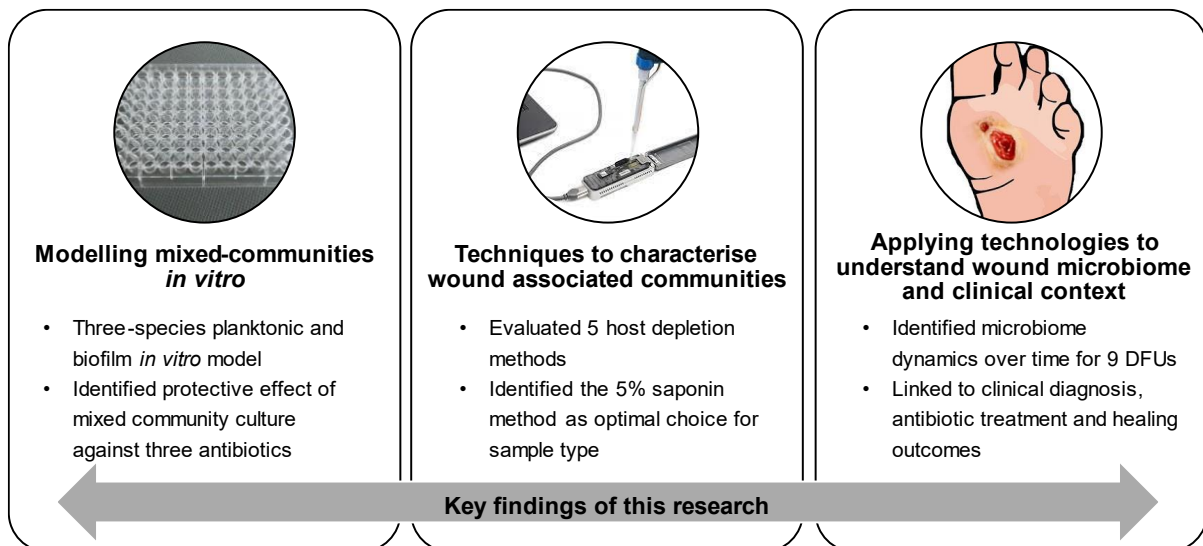 Modelling mixed-communities
in vitro
• Three-species planktonic and
biofilm in vitro model
• Identified protective effect of
mixed community culture
against three antibiotics
Techniques to characterise
wound associated communities
• Evaluated 5 host depletion
methods
• Identified the 5% saponin
method as optimal choice for
sample type
Applying technologies to
understand wound microbiome
and clinical context
• Identified microbiome
dynamics over time for 9 DFUs
• Linked to clinical diagnosis,
antibiotic treatment and healing
outcomes
Key findings of this research